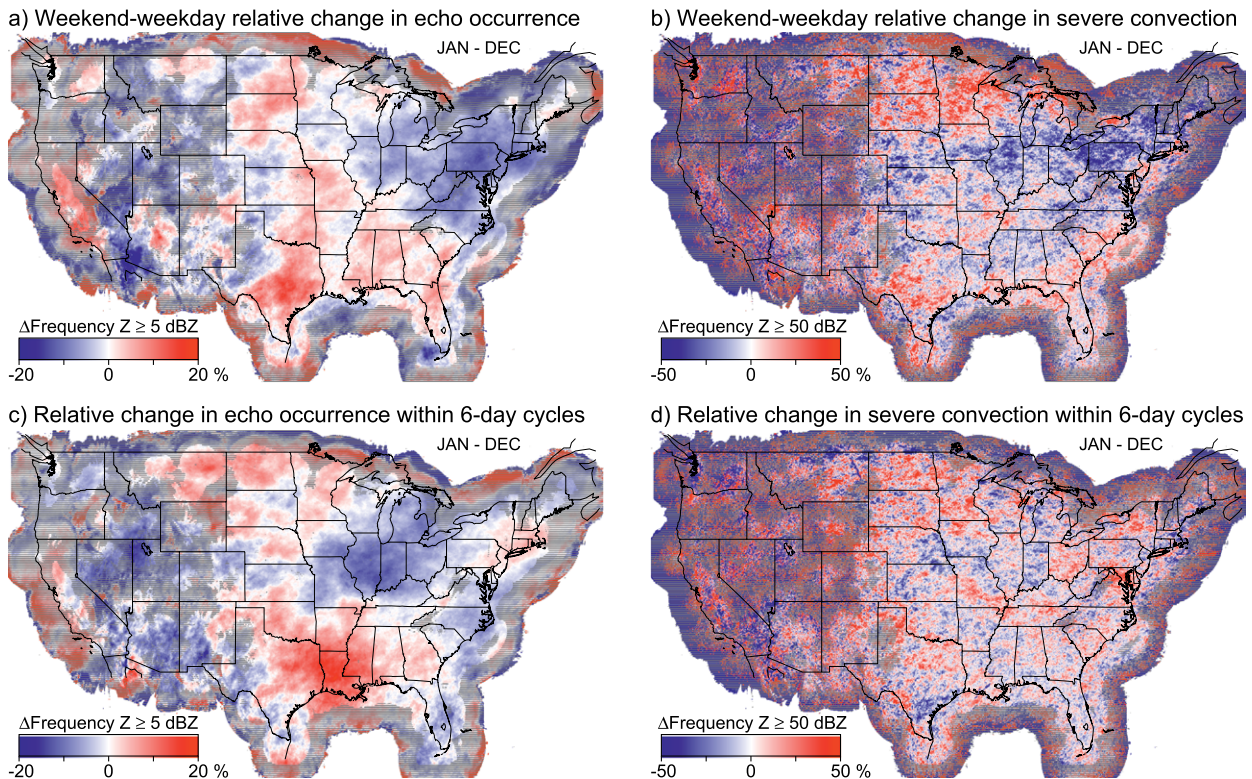 a) Weekend-weekday relative change in echo occurrence
JAN - DEC
ΔFrequency Z ≥ 5 dBZ
-20 0 20 %
b) Weekend-weekday relative change in severe convection
JAN - DEC
ΔFrequency Z ≥ 50 dBZ
-50 0 50 %
c) Relative change in echo occurrence within 6-day cycles
JAN - DEC
ΔFrequency Z ≥ 5 dBZ
-20 0 20 %
d) Relative change in severe convection within 6-day cycles
JAN - DEC
ΔFrequency Z ≥ 50 dBZ
-50 0 50 %